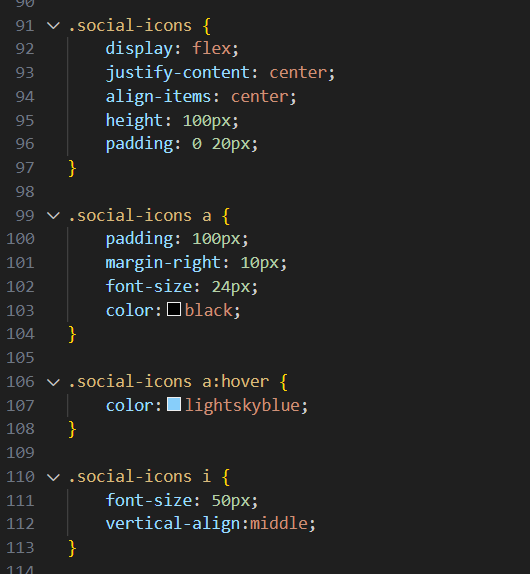 90
91 .social-icons {
92     display: flex;
93     justify-content: center;
94     align-items: center;
95     height: 100px;
96     padding: 0 20px;
97 }
98
99 .social-icons a {
100     padding: 100px;
101     margin-right: 10px;
102     font-size: 24px;
103     color: black;
104 }
105
106 .social-icons a:hover {
107     color: lightskyblue;
108 }
109
110 .social-icons i {
111     font-size: 50px;
112     vertical-align:middle;
113 }
114